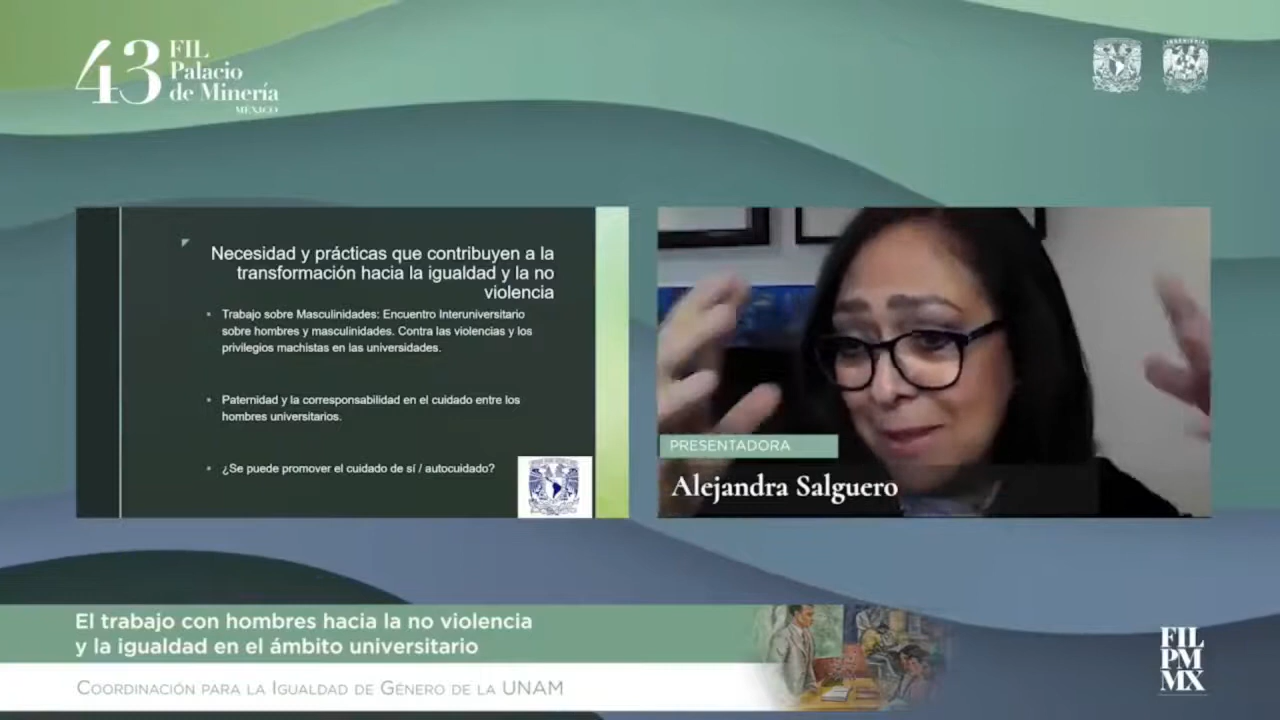 43 FIL
Palacio
de Minería
MÉXICO
INGENIERIA
Necesidad y prácticas que contribuyen a la
transformación hacia la igualdad y la no
violencia
Trabajo sobre Masculinidades: Encuentro Interuniversitario
sobre hombres y masculinidades. Contra las violencias y los
privilegios machistas en las universidades.
Paternidad y la corresponsabilidad en el cuidado entre los
hombres universitarios.
¿Se puede promover el cuidado de sí / autocuidado?
PRESENTADORA
Alejandra Salguero
El trabajo con hombres hacia la no violencia
y la igualdad en el ámbito universitario
COORDINACIÓN PARA LA IGUALDAD DE GÉNERO DE LA UNAM
FIL
PM
MX